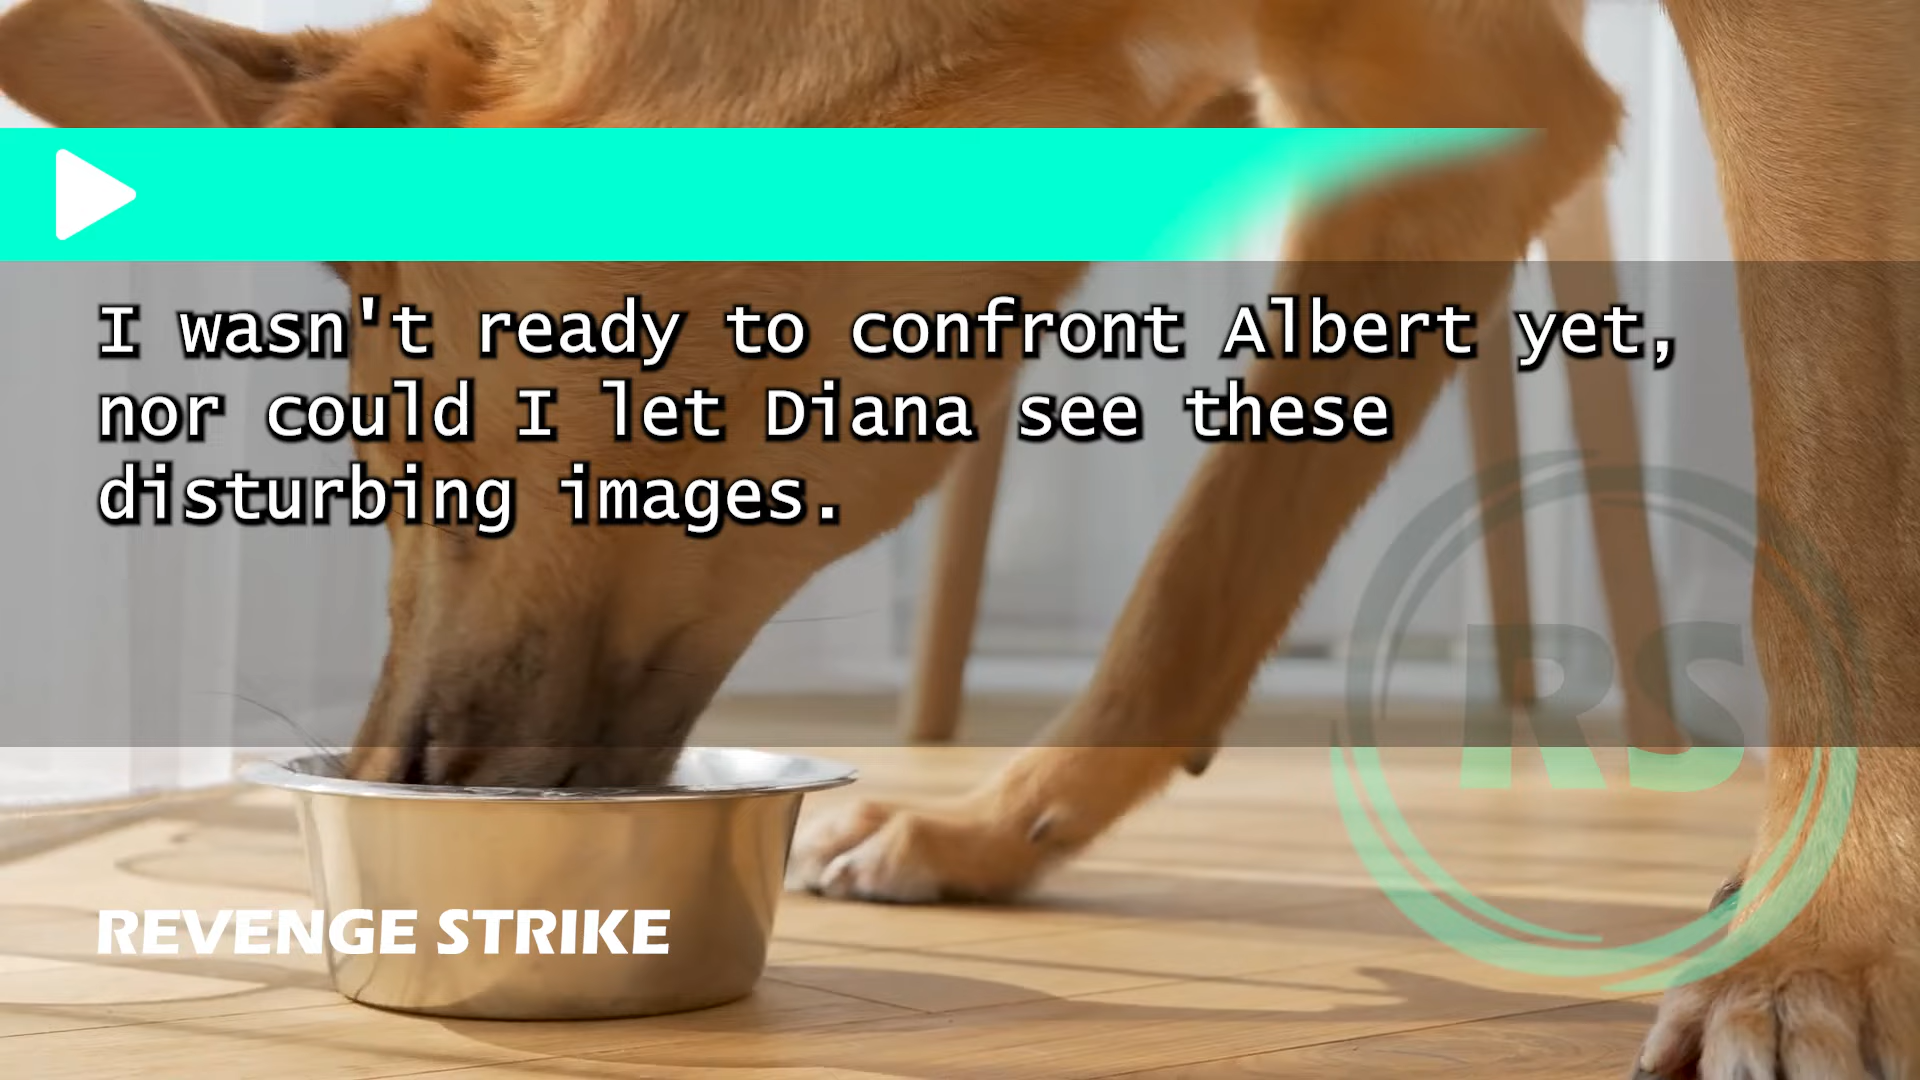 I wasn't ready to confront Albert yet,
nor could I let Diana see these
disturbing images.
RS
REVENGE STRIKE